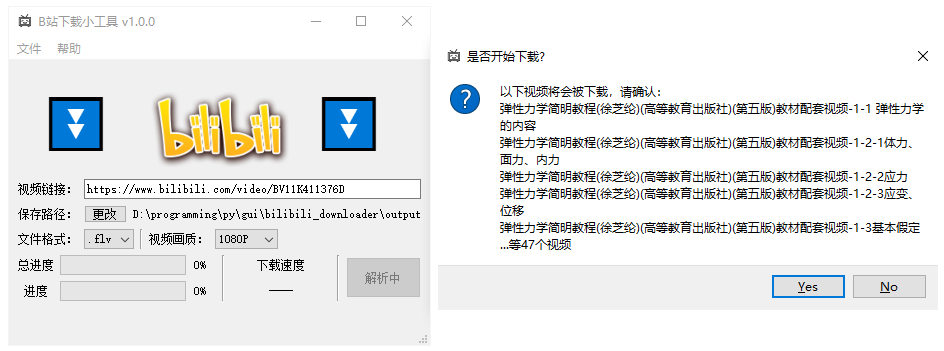 B站下载小工具 v1.0.0
文件 帮助
bilibili
视频链接: https://www.bilibili.com/video/BV11K411376D
保存路径: 更改 D:\programming\py\gui\bilibili_downloader\output
文件格式: .flv 视频画质: 1080P
总进度 0% 下载速度
进度 0% —— 解析中
是否开始下载?
以下视频将会被下载，请确认：
弹性力学简明教程(徐芝纶)(高等教育出版社)(第五版)教材配套视频-1-1 弹性力学
的内容
弹性力学简明教程(徐芝纶)(高等教育出版社)(第五版)教材配套视频-1-2-1体力、
面力、内力
弹性力学简明教程(徐芝纶)(高等教育出版社)(第五版)教材配套视频-1-2-2应力
弹性力学简明教程(徐芝纶)(高等教育出版社)(第五版)教材配套视频-1-2-3应变、
位移
弹性力学简明教程(徐芝纶)(高等教育出版社)(第五版)教材配套视频-1-3基本假定
...等47个视频
Yes No